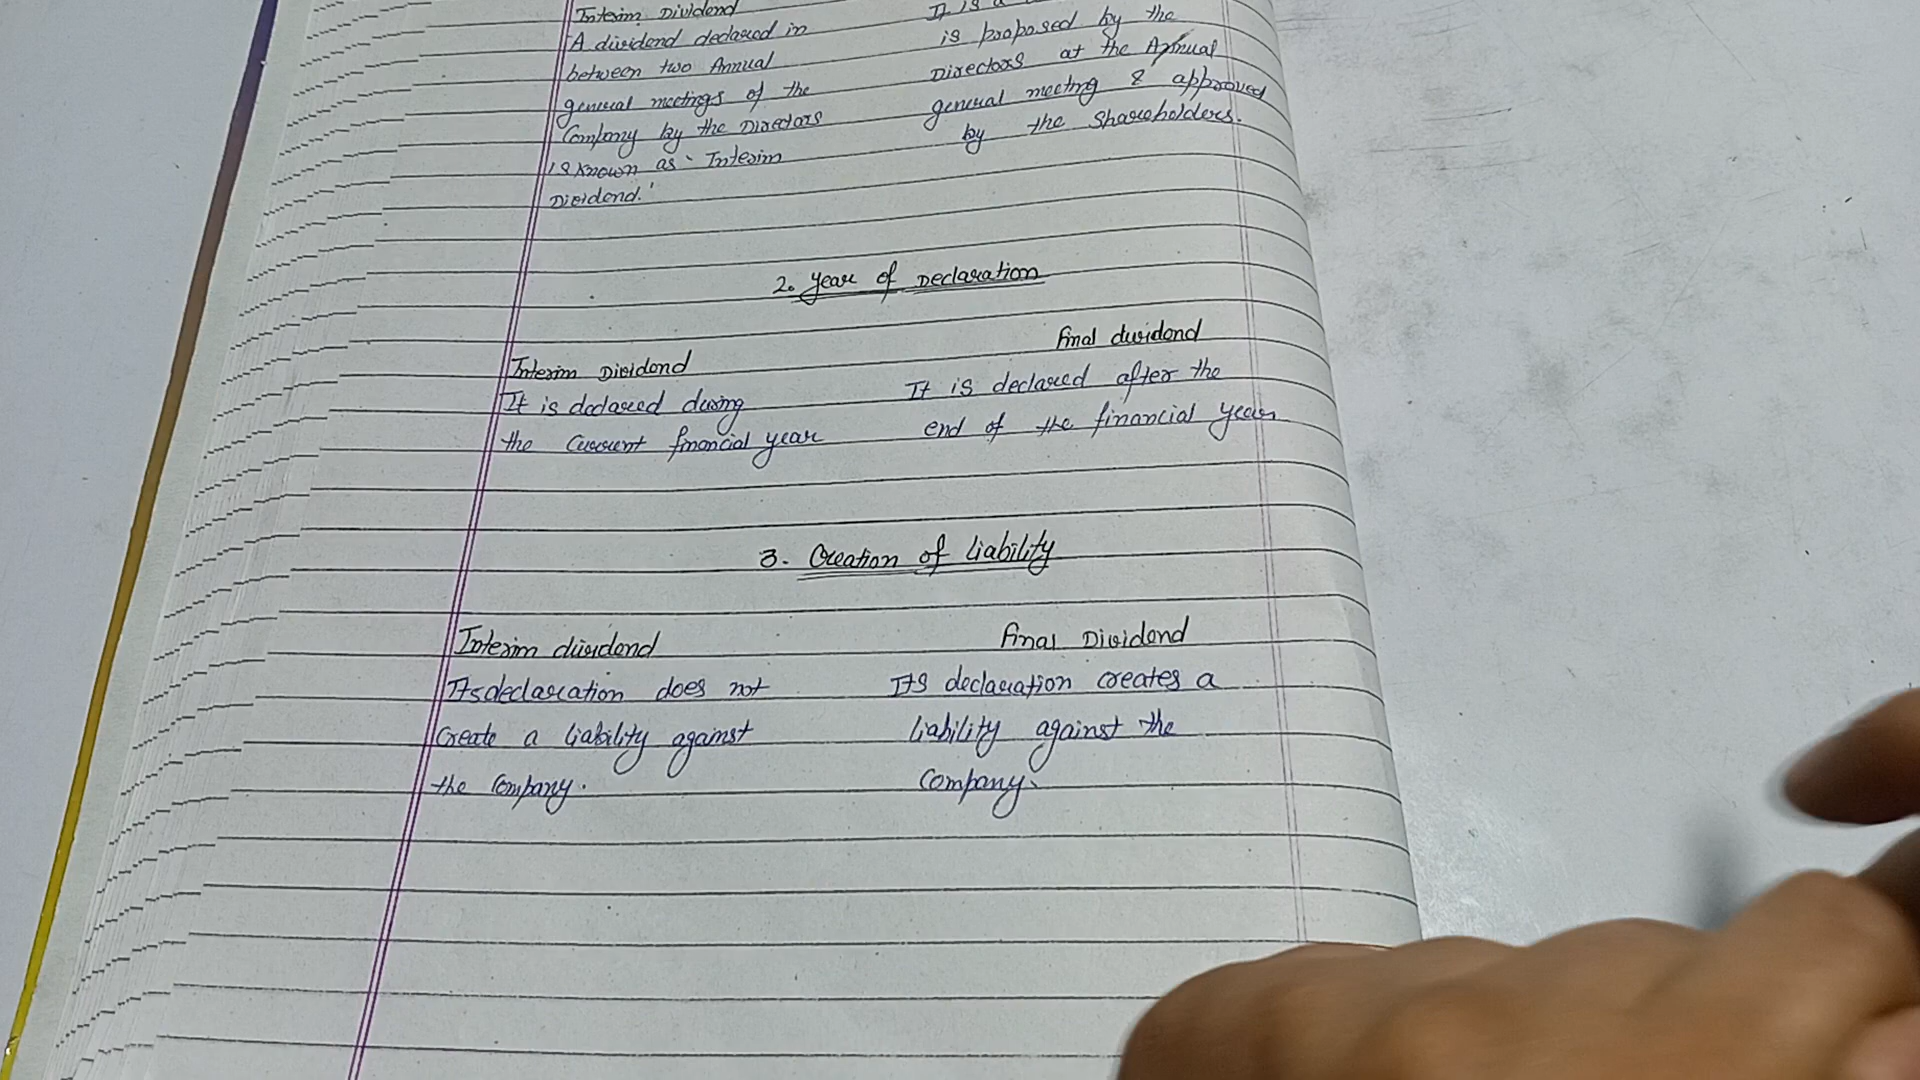 Interim Dividend
A dividend declared in
between two Annual
general meetings of the
Company by the Directors
is known as ' Interim
Dividend.'
It is a
is proposed by the
Directors at the Annual
general meeting & approved
by the Shareholders.
2. Year of Declaration
Interim Dividend
It is declared during
the Current financial year
Final dividend
It is declared after the
end of the financial year
3. Creation of Liability
Interim dividend
Its declaration does not
Create a liability against
the Company.
Final Dividend
Its declaration creates a
liability against the
Company.